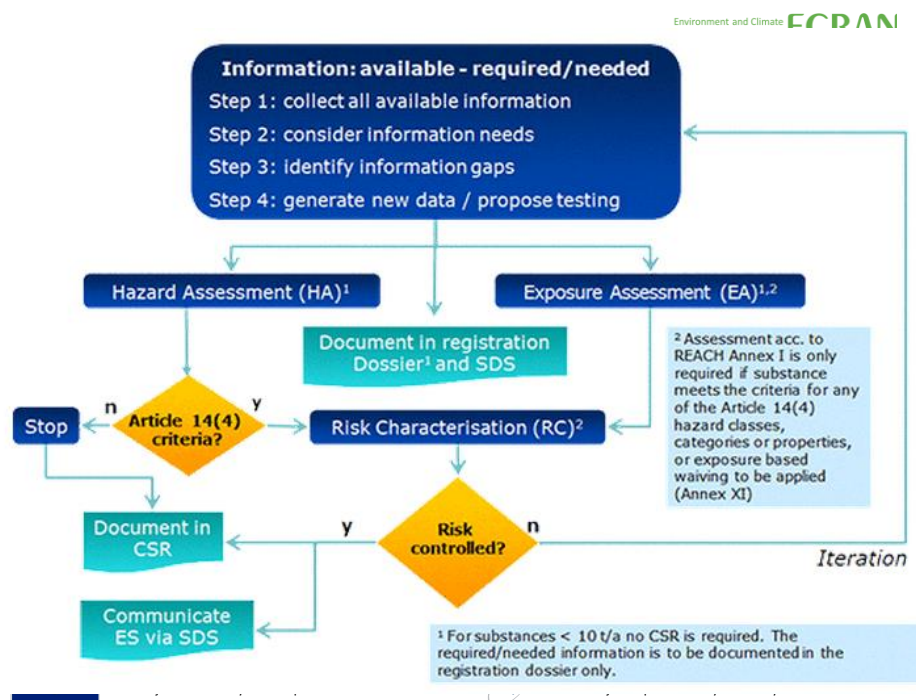 Environment and Climate ECRAN
Information: available - required/needed
Step 1: collect all available information
Step 2: consider information needs
Step 3: identify information gaps
Step 4: generate new data / propose testing
Hazard Assessment (HA)¹
Exposure Assessment (EA)¹,²
Document in registration
Dossier¹ and SDS
² Assessment acc. to
REACH Annex I is only
required if substance
meets the criteria for any
of the Article 14(4)
hazard classes,
categories or properties,
or exposure based
waiving to be applied
(Annex XI)
n
y
Stop
Article 14(4)
criteria?
Risk Characterisation (RC)²
Document in
CSR
y
Risk
controlled?
n
Iteration
Communicate
ES via SDS
¹ For substances < 10 t/a no CSR is required. The
required/needed information is to be documented in the
registration dossier only.